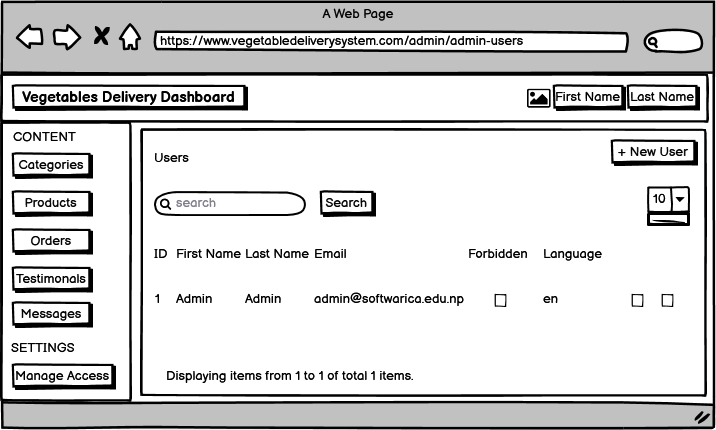 A Web Page
https://www.vegetabledeliverysystem.com/admin/admin-users
Vegetables Delivery Dashboard
First Name Last Name
CONTENT
Categories
Products
Orders
Testimonals
Messages
SETTINGS
Manage Access
Users
+ New User
search Search
10
ID First Name Last Name Email Forbidden Language
1 Admin Admin admin@softwarica.edu.np en
Displaying items from 1 to 1 of total 1 items.